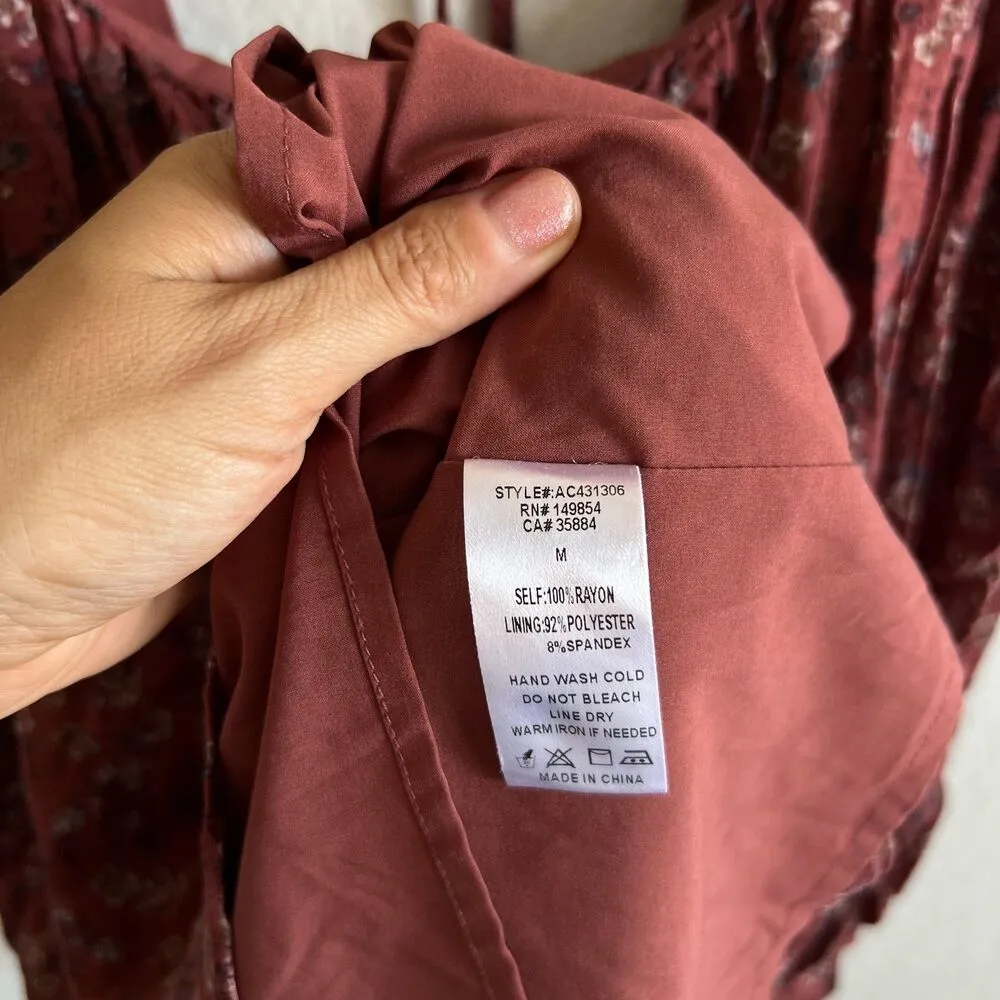 STYLE#:AC431306
RN# 149854
CA# 35884
M
SELF:100%RAYON
LINING:92%POLYESTER
8%SPANDEX
HAND WASH COLD
DO NOT BLEACH
LINE DRY
WARM IRON IF NEEDED
MADE IN CHINA